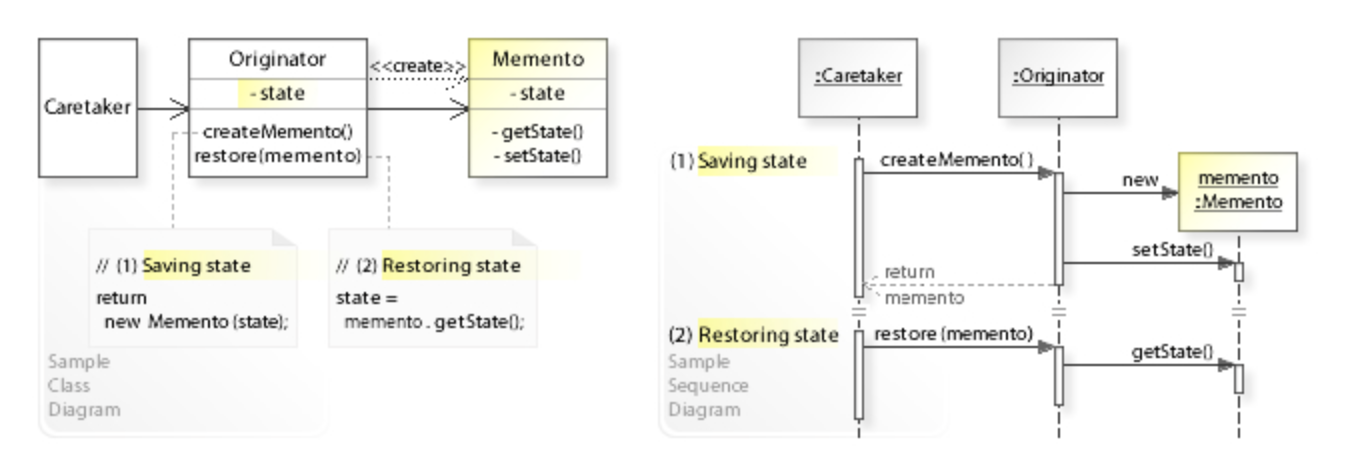 Caretaker
Originator
- state
createMemento()
restore(memento)
<<create>>
Memento
- state
- getState()
- setState()
// (1) Saving state
return
new Memento (state);
// (2) Restoring state
state =
memento . getState();
Sample
Class
Diagram
:Caretaker
:Originator
(1) Saving state
createMemento( )
new
memento
:Memento
setState()
return
memento
(2) Restoring state
restore (memento)
getState()
Sample
Sequence
Diagram